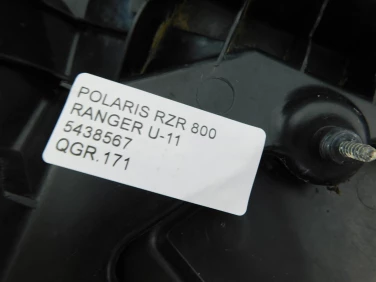 POLARIS RZR 800
RANGER U-11
5438567
QGR.171